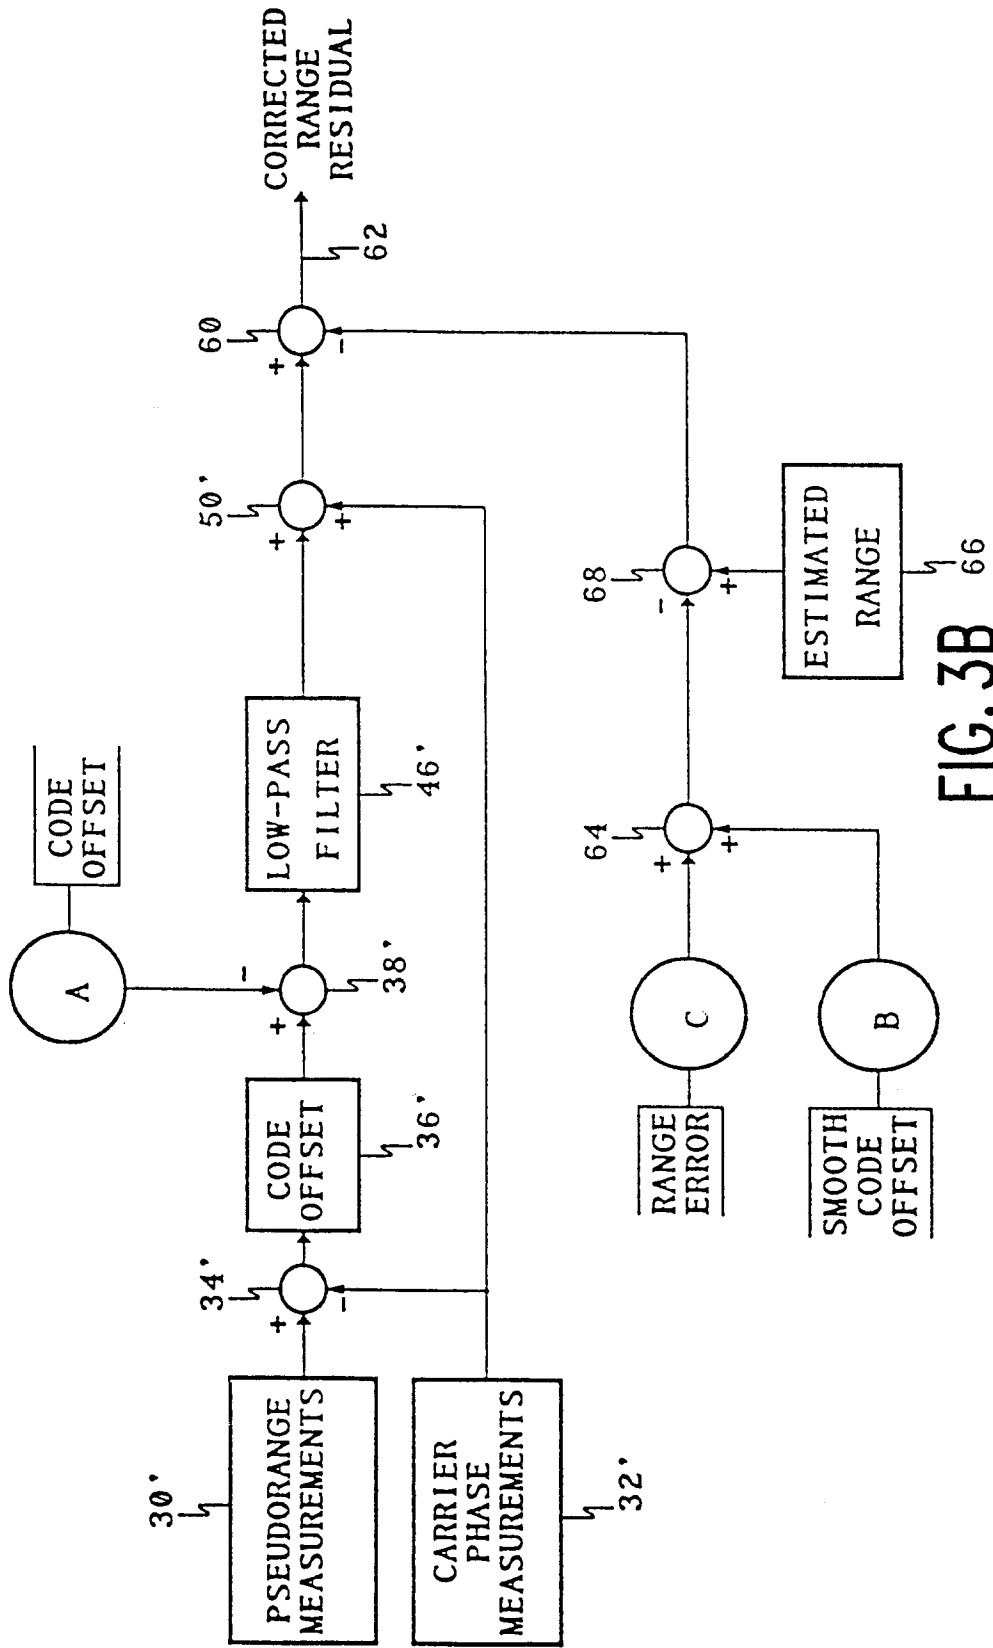 A
CODE
OFFSET
30'
PSEUDORANGE
MEASUREMENTS
34'
+
-
CODE
OFFSET
36'
+
-
38'
LOW-PASS
FILTER
46'
50'
+
+
60
+
-
62
CORRECTED
RANGE
RESIDUAL
CARRIER
PHASE
MEASUREMENTS
32'
RANGE
ERROR
C
64
+
+
68
-
+
SMOOTH
CODE
OFFSET
B
ESTIMATED
RANGE
66
FIG. 3B